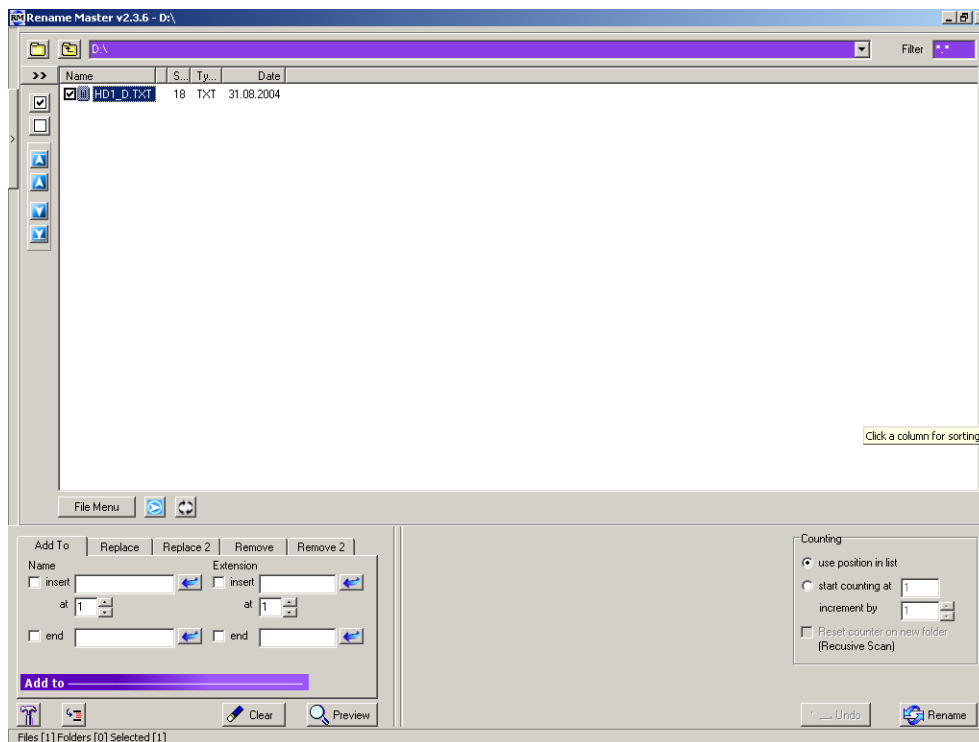 RM Rename Master v2.3.6 - D:\
D:\ Filter *.*
>> Name S... Ty... Date
HD1_D.TXT 18 TXT 31.08.2004
>
Click a column for sorting
File Menu
Add To Replace Replace 2 Remove Remove 2
Name Extension
insert insert
at 1 at 1
end end
Add to
Clear Preview
Counting
use position in list
start counting at 1
increment by 1
Reset counter on new folder
(Recusive Scan)
Undo Rename
Files [1] Folders [0] Selected [1]